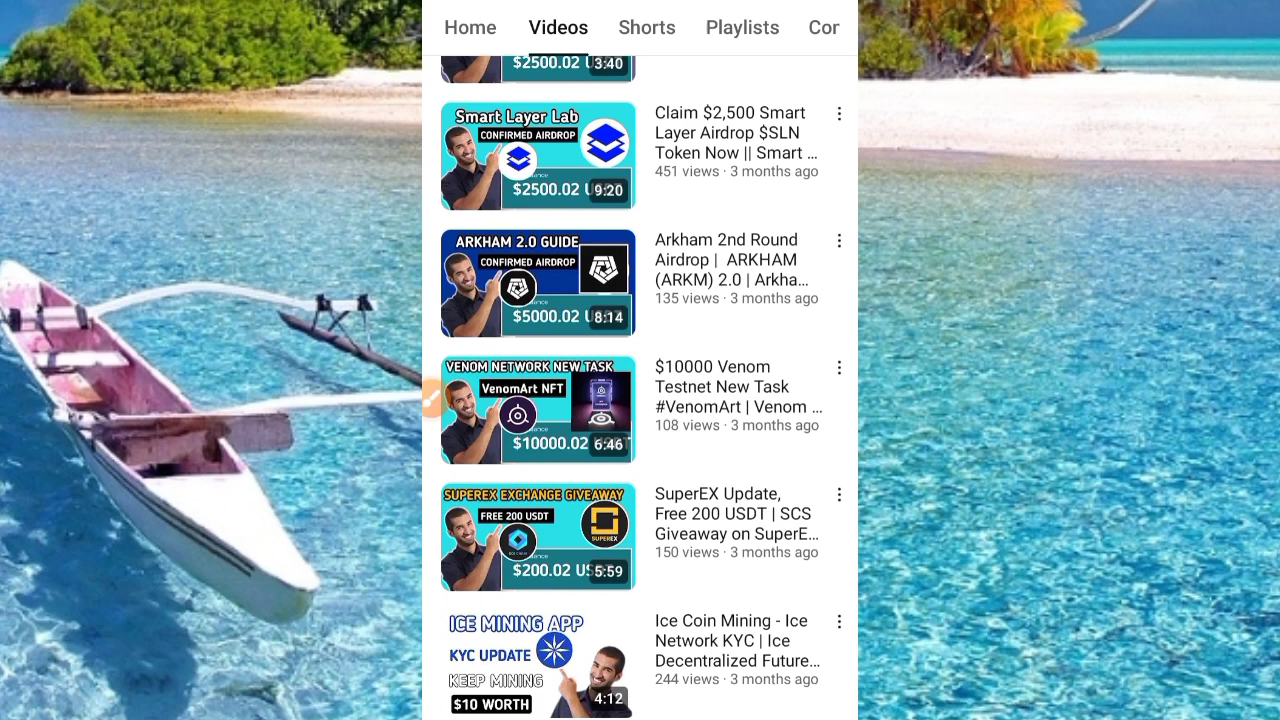 Home Videos Shorts Playlists Cor
$2500.02 U
3:40
Smart Layer Lab
CONFIRMED AIRDROP
$2500.02 U
9:20
Claim $2,500 Smart
Layer Airdrop $SLN
Token Now || Smart ...
451 views · 3 months ago
ARKHAM 2.0 GUIDE
CONFIRMED AIRDROP
$5000.02 U
8:14
Arkham 2nd Round
Airdrop | ARKHAM
(ARKM) 2.0 | Arkha...
135 views · 3 months ago
VENOM NETWORK NEW TASK
VenomArt NFT
$10000.02
6:46
$10000 Venom
Testnet New Task
#VenomArt | Venom ...
108 views · 3 months ago
SUPEREX EXCHANGE GIVEAWAY
FREE 200 USDT
SUPEREX
$200.02 US
5:59
SuperEX Update,
Free 200 USDT | SCS
Giveaway on SuperE...
150 views · 3 months ago
ICE MINING APP
KYC UPDATE
KEEP MINING
$10 WORTH
4:12
Ice Coin Mining - Ice
Network KYC | Ice
Decentralized Future...
244 views · 3 months ago